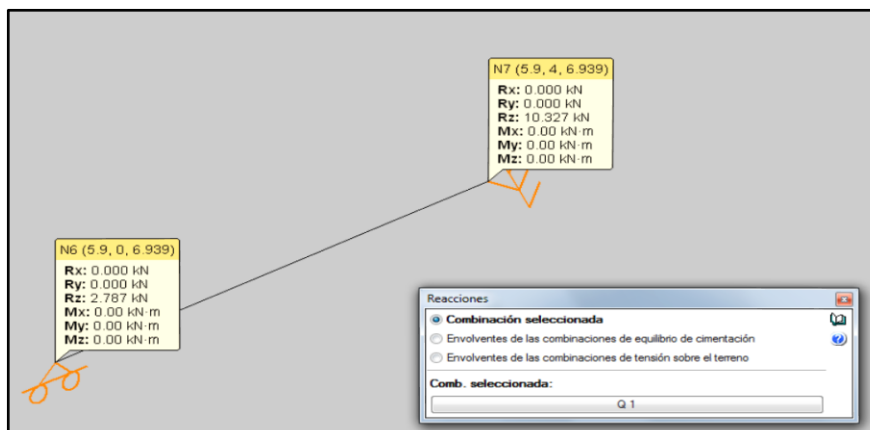 N7 (5.9, 4, 6.939)
Rx: 0.000 kN
Ry: 0.000 kN
Rz: 10.327 kN
Mx: 0.00 kN·m
My: 0.00 kN·m
Mz: 0.00 kN·m
N6 (5.9, 0, 6.939)
Rx: 0.000 kN
Ry: 0.000 kN
Rz: 2.787 kN
Mx: 0.00 kN·m
My: 0.00 kN·m
Mz: 0.00 kN·m
Reacciones
Combinación seleccionada
Envolventes de las combinaciones de equilibrio de cimentación
Envolventes de las combinaciones de tensión sobre el terreno
Comb. seleccionada:
Q 1